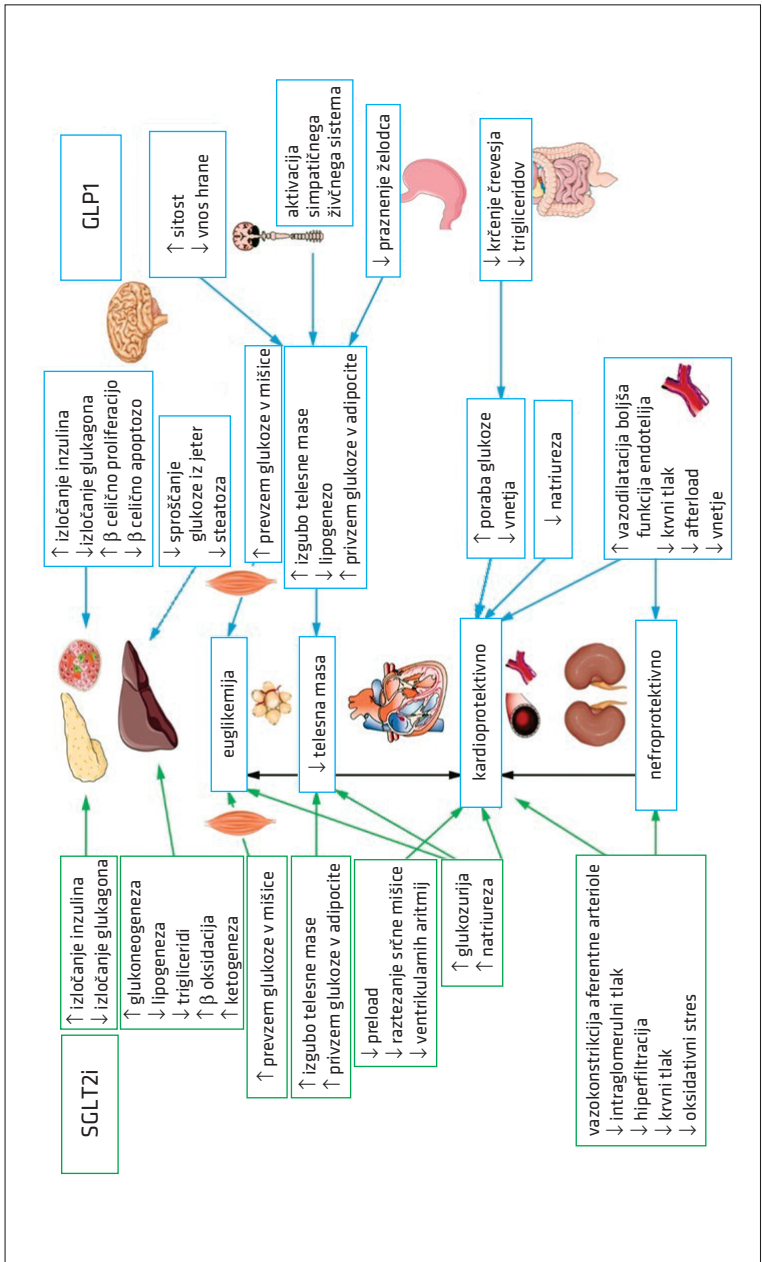 SGLT2i
↑ izločanje inzulina
↓ izločanje glukagona
↑ glukoneogeneza
↓ lipogeneza
↓ trigliceridi
↑ β oksidacija
↑ ketogeneza
↑ prevzem glukoze v mišice
↑ izgubo telesne mase
↑ privzem glukoze v adipocite
↓ preload
↓ raztezanje srčne mišice
↓ ventrikularnih aritmij
↑ glukozurija
↑ natriureza
vazokonstrikcija aferentne arteriole
↓ intraglomerulni tlak
↓ hiperfiltracija
↓ krvni tlak
↓ oksidativni stres
euglikemija
↓ telesna masa
kardioprotektivno
nefroprotektivno
↑ izločanje inzulina
↓ izločanje glukagona
↑ β celično proliferacijo
↓ β celično apoptozo
↓ sproščanje
glukoze iz jeter
↓ steatoza
↑ prevzem glukoze v mišice
↑ izgubo telesne mase
↓ lipogenezo
↑ privzem glukoze v adipocite
↑ poraba glukoze
↓ vnetja
↓ natriureza
↑ vazodilatacija boljša
funkcija endotelija
↓ krvni tlak
↓ afterload
↓ vnetje
GLP1
↑ sitost
↓ vnos hrane
aktivacija
simpatičnega
živčnega sistema
↓ praznenje želodca
↓ krčenje črevesja
↓ trigliceridov